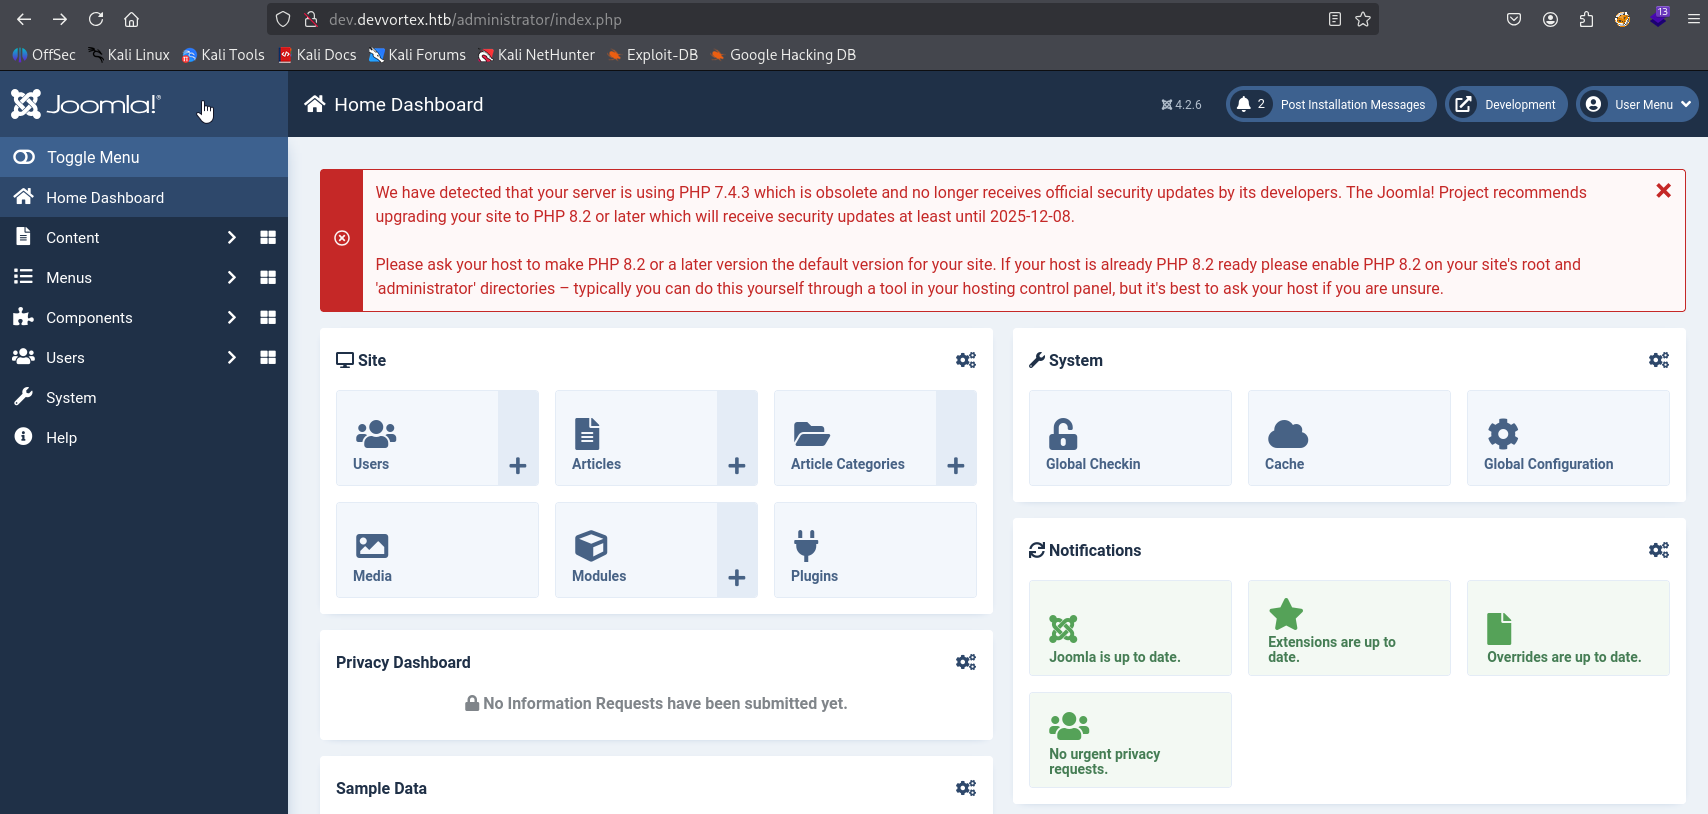 dev.devvortex.htb/administrator/index.php
13
OffSec Kali Linux Kali Tools Kali Docs Kali Forums Kali NetHunter Exploit-DB Google Hacking DB
Joomla!®
Home Dashboard
4.2.6
2 Post Installation Messages
Development
User Menu
Toggle Menu
Home Dashboard
Content
Menus
Components
Users
System
Help
We have detected that your server is using PHP 7.4.3 which is obsolete and no longer receives official security updates by its developers. The Joomla! Project recommends
upgrading your site to PHP 8.2 or later which will receive security updates at least until 2025-12-08.
Please ask your host to make PHP 8.2 or a later version the default version for your site. If your host is already PHP 8.2 ready please enable PHP 8.2 on your site's root and
'administrator' directories – typically you can do this yourself through a tool in your hosting control panel, but it's best to ask your host if you are unsure.
Site
Users
Articles
Article Categories
Media
Modules
Plugins
Privacy Dashboard
No Information Requests have been submitted yet.
Sample Data
System
Global Checkin
Cache
Global Configuration
Notifications
Joomla is up to date.
Extensions are up to
date.
Overrides are up to date.
No urgent privacy
requests.